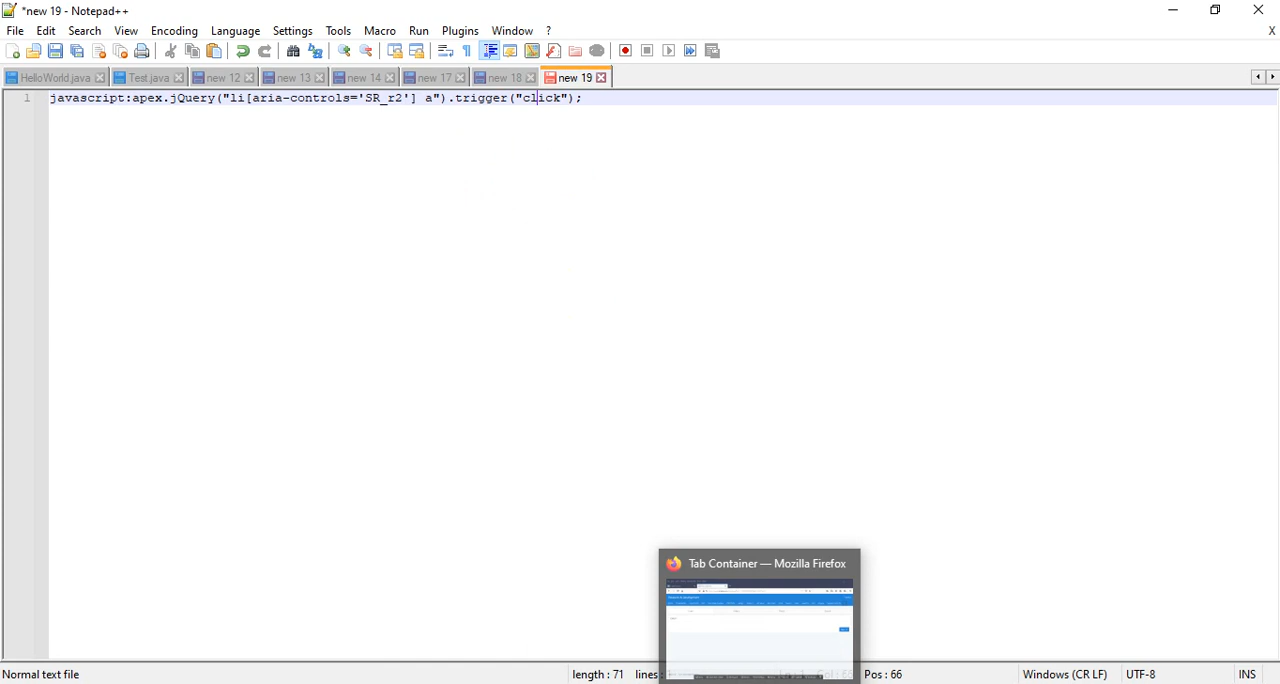 *new 19 - Notepad++
File Edit Search View Encoding Language Settings Tools Macro Run Plugins Window ? X
HelloWorld.java Test.java new 12 new 13 new 14 new 17 new 18 new 19
1 javascript:apex.jQuery("li[aria-controls='SR_r2'] a").trigger("click");
Tab Container — Mozilla Firefox
Normal text file length : 71 lines Pos : 66 Windows (CR LF) UTF-8 INS